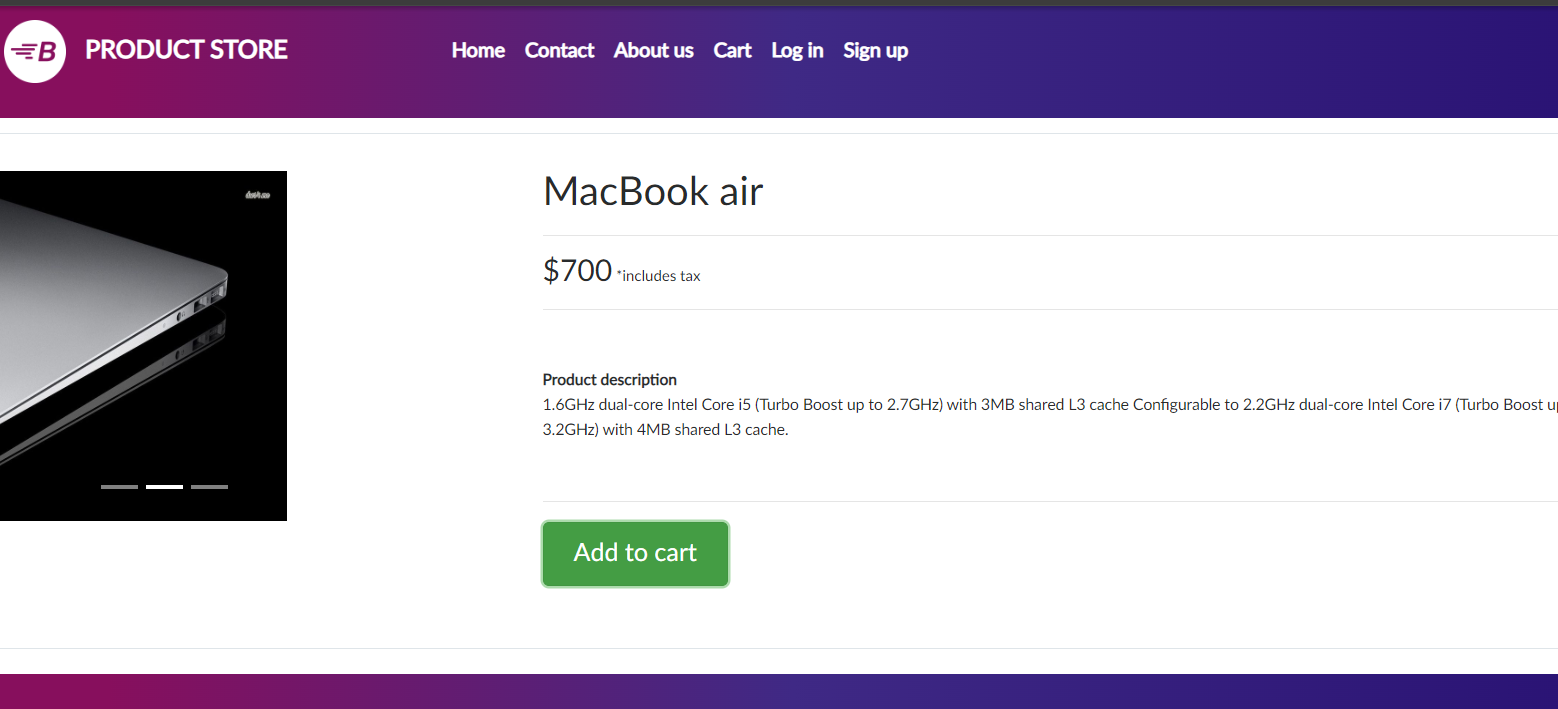 B PRODUCT STORE Home Contact About us Cart Log in Sign up
MacBook air
$700 *includes tax
Product description
1.6GHz dual-core Intel Core i5 (Turbo Boost up to 2.7GHz) with 3MB shared L3 cache Configurable to 2.2GHz dual-core Intel Core i7 (Turbo Boost
3.2GHz) with 4MB shared L3 cache.
Add to cart